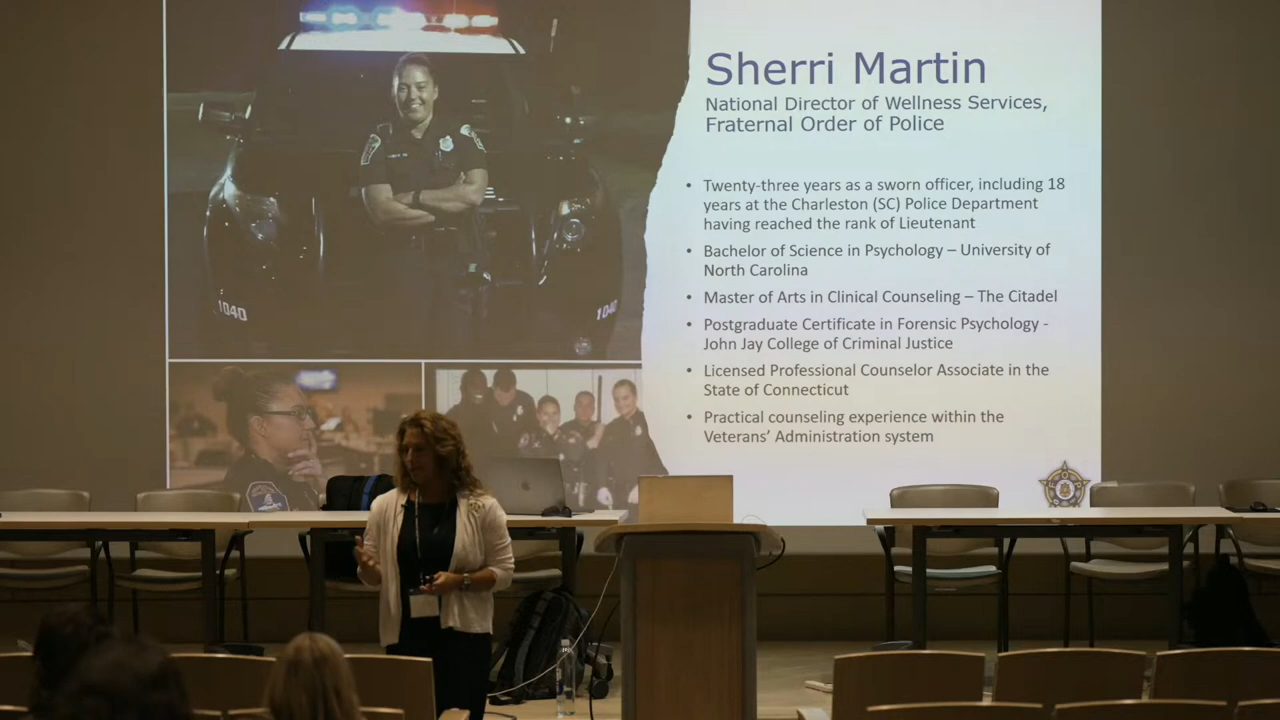 Sherri Martin
National Director of Wellness Services,
Fraternal Order of Police
• Twenty-three years as a sworn officer, including 18
years at the Charleston (SC) Police Department
having reached the rank of Lieutenant
• Bachelor of Science in Psychology – University of
North Carolina
• Master of Arts in Clinical Counseling – The Citadel
• Postgraduate Certificate in Forensic Psychology -
John Jay College of Criminal Justice
• Licensed Professional Counselor Associate in the
State of Connecticut
• Practical counseling experience within the
Veterans’ Administration system
1040
1040